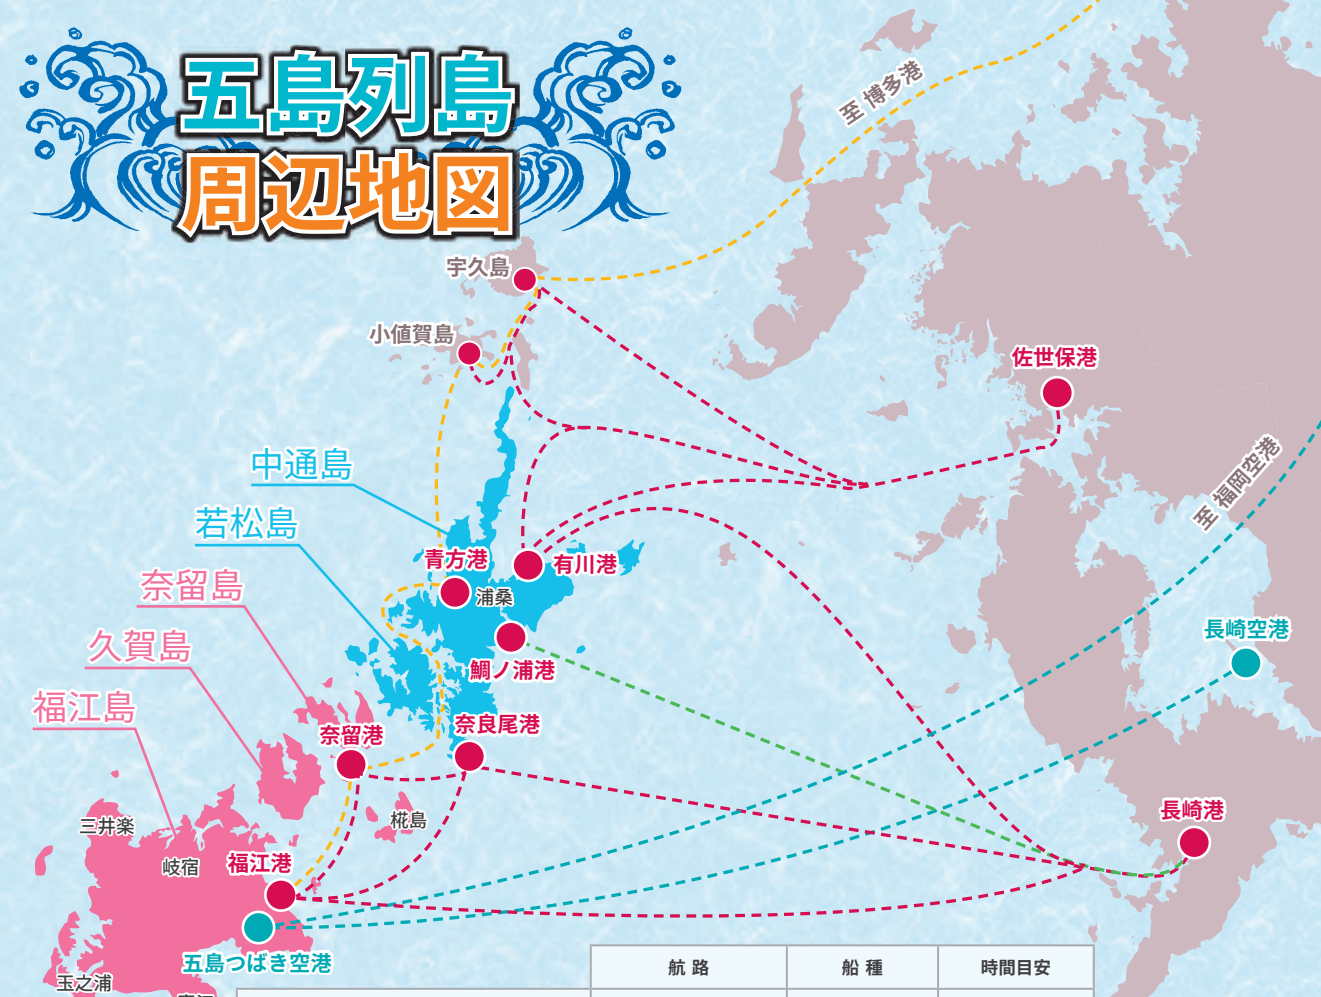 五島列島
周辺地図
至 博多港
宇久島
小値賀島
佐世保港
至 福岡空港
中通島
若松島
青方港
有川港
奈留島
浦桑
久賀島
鯛ノ浦港
長崎空港
福江島
奈留港
奈良尾港
椛島
三井楽
長崎港
岐宿
福江港
五島つばき空港
玉之浦
航 路
船 種
時間目安